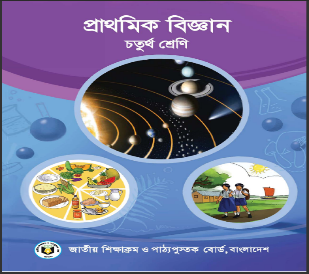 প্রাথমিক বিজ্ঞান
চতুর্থ শ্রেণি
জাতীয় শিক্ষাক্রম ও পাঠ্যপুস্তক বোর্ড, বাংলাদেশ